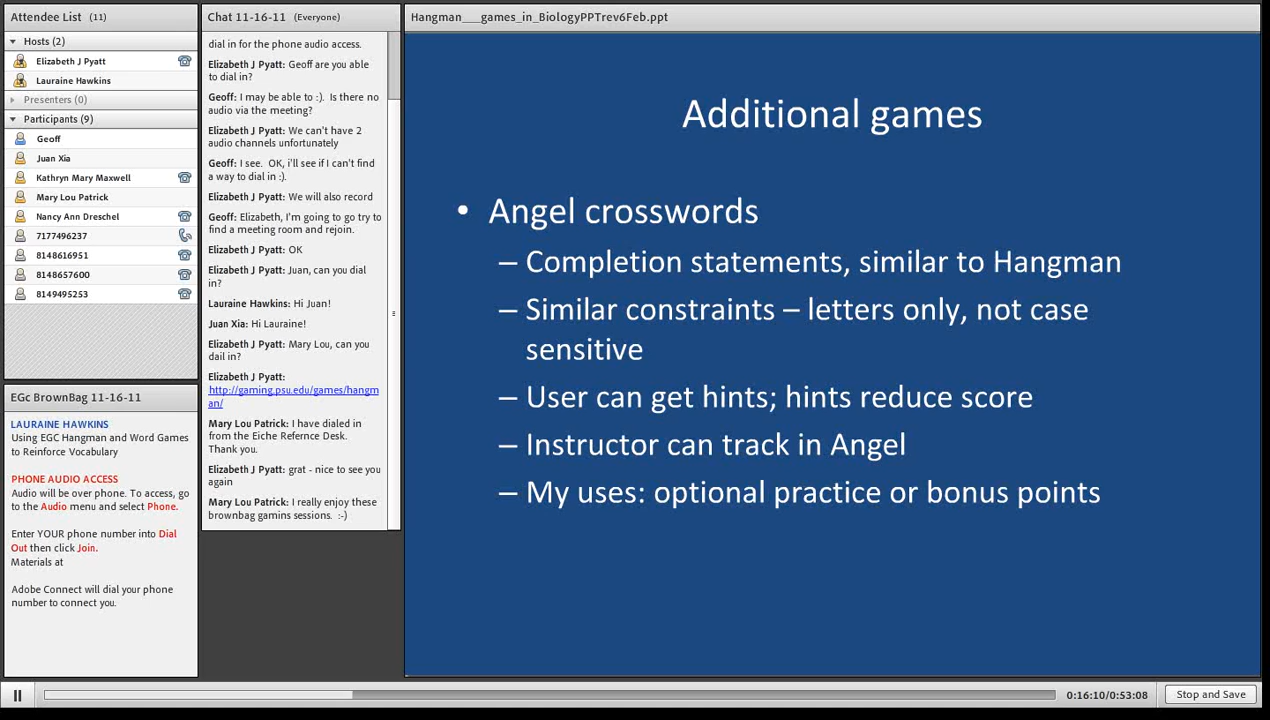 Attendee List (11)
Hosts (2)
Elizabeth J Pyatt
Lauraine Hawkins
Presenters (0)
Participants (9)
Geoff
Juan Xia
Kathryn Mary Maxwell
Mary Lou Patrick
Nancy Ann Dreschel
7177496237
8148616951
8148657600
8149495253
EGc BrownBag 11-16-11
LAURAINE HAWKINS
Using EGC Hangman and Word Games
to Reinforce Vocabulary
PHONE AUDIO ACCESS
Audio will be over phone. To access, go
to the Audio menu and select Phone.
Enter YOUR phone number into Dial
Out then click Join.
Materials at
Adobe Connect will dial your phone
number to connect you.
Chat 11-16-11 (Everyone)
dial in for the phone audio access.
Elizabeth J Pyatt: Geoff are you able
to dial in?
Geoff: I may be able to :). Is there no
audio via the meeting?
Elizabeth J Pyatt: We can't have 2
audio channels unfortunately
Geoff: I see. OK, i'll see if I can't find
a way to dial in :).
Elizabeth J Pyatt: We will also record
Geoff: Elizabeth, I'm going to go try to
find a meeting room and rejoin.
Elizabeth J Pyatt: OK
Elizabeth J Pyatt: Juan, can you dial
in?
Lauraine Hawkins: Hi Juan!
Juan Xia: Hi Lauraine!
Elizabeth J Pyatt: Mary Lou, can you
dail in?
Elizabeth J Pyatt:
http://gaming.psu.edu/games/hangm
an/
Mary Lou Patrick: I have dialed in
from the Eiche Refernce Desk.
Thank you.
Elizabeth J Pyatt: grat - nice to see you
again
Mary Lou Patrick: I really enjoy these
brownbag gamins sessions. :-)
Hangman___games_in_BiologyPPTrev6Feb.ppt
Additional games
• Angel crosswords
– Completion statements, similar to Hangman
– Similar constraints – letters only, not case
sensitive
– User can get hints; hints reduce score
– Instructor can track in Angel
– My uses: optional practice or bonus points
0:16:10/0:53:08
Stop and Save